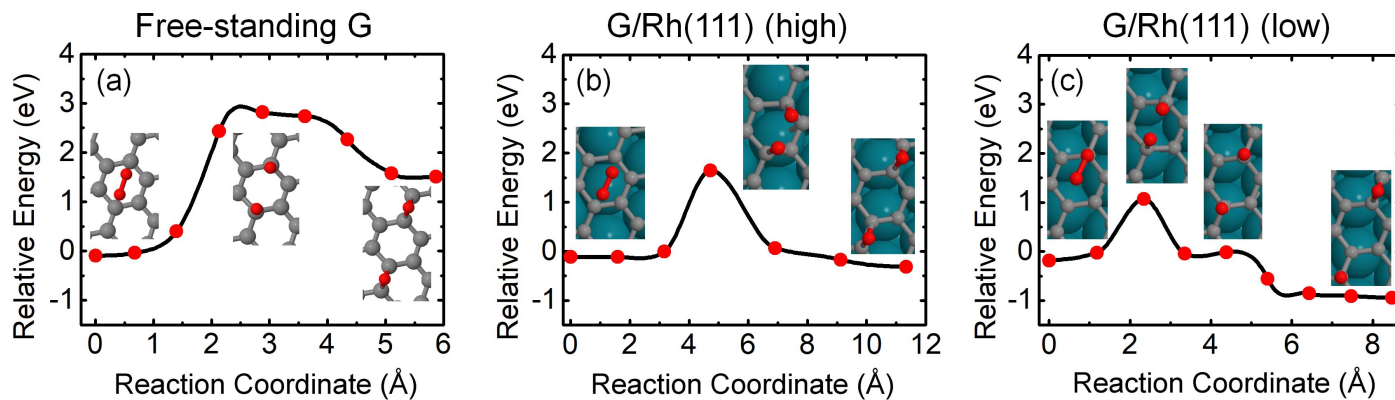 Free-standing G
(a)
Relative Energy (eV)
4
3
2
1
0
-1
0 1 2 3 4 5 6
Reaction Coordinate (Å)
G/Rh(111) (high)
(b)
Relative Energy (eV)
4
3
2
1
0
-1
0 2 4 6 8 10 12
Reaction Coordinate (Å)
G/Rh(111) (low)
(c)
Relative Energy (eV)
4
3
2
1
0
-1
0 2 4 6 8
Reaction Coordinate (Å)